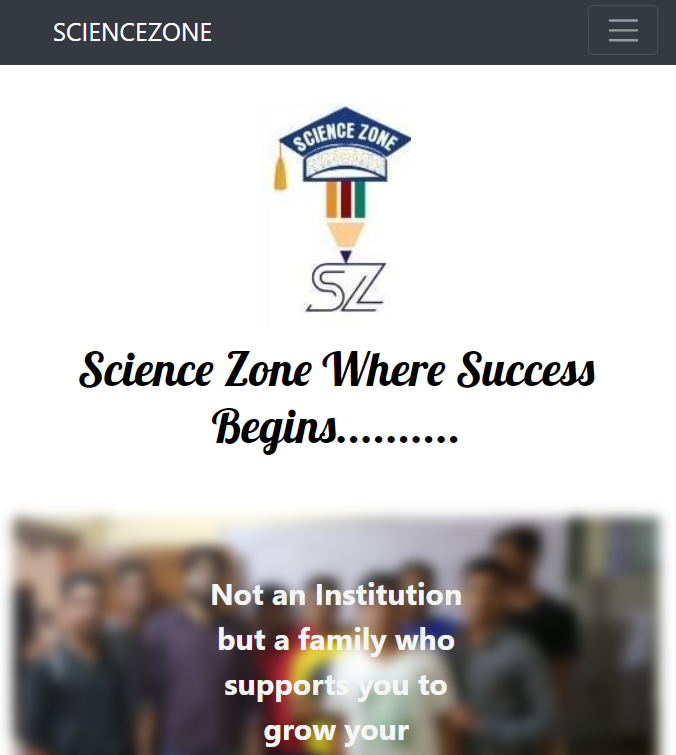 SCIENCEZONE
SCIENCE ZONE
SZ
Science Zone Where Success
Begins..........
Not an Institution
but a family who
supports you to
grow your